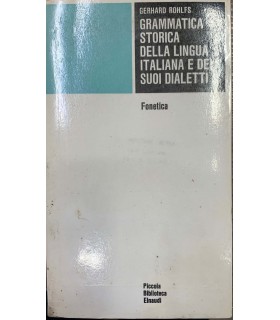 GERHARD ROHLFS
GRAMMATICA
STORICA
DELLA LINGUA
ITALIANA E DEI
SUOI DIALETTI
Fonetica
Piccola
Biblioteca
Einaudi